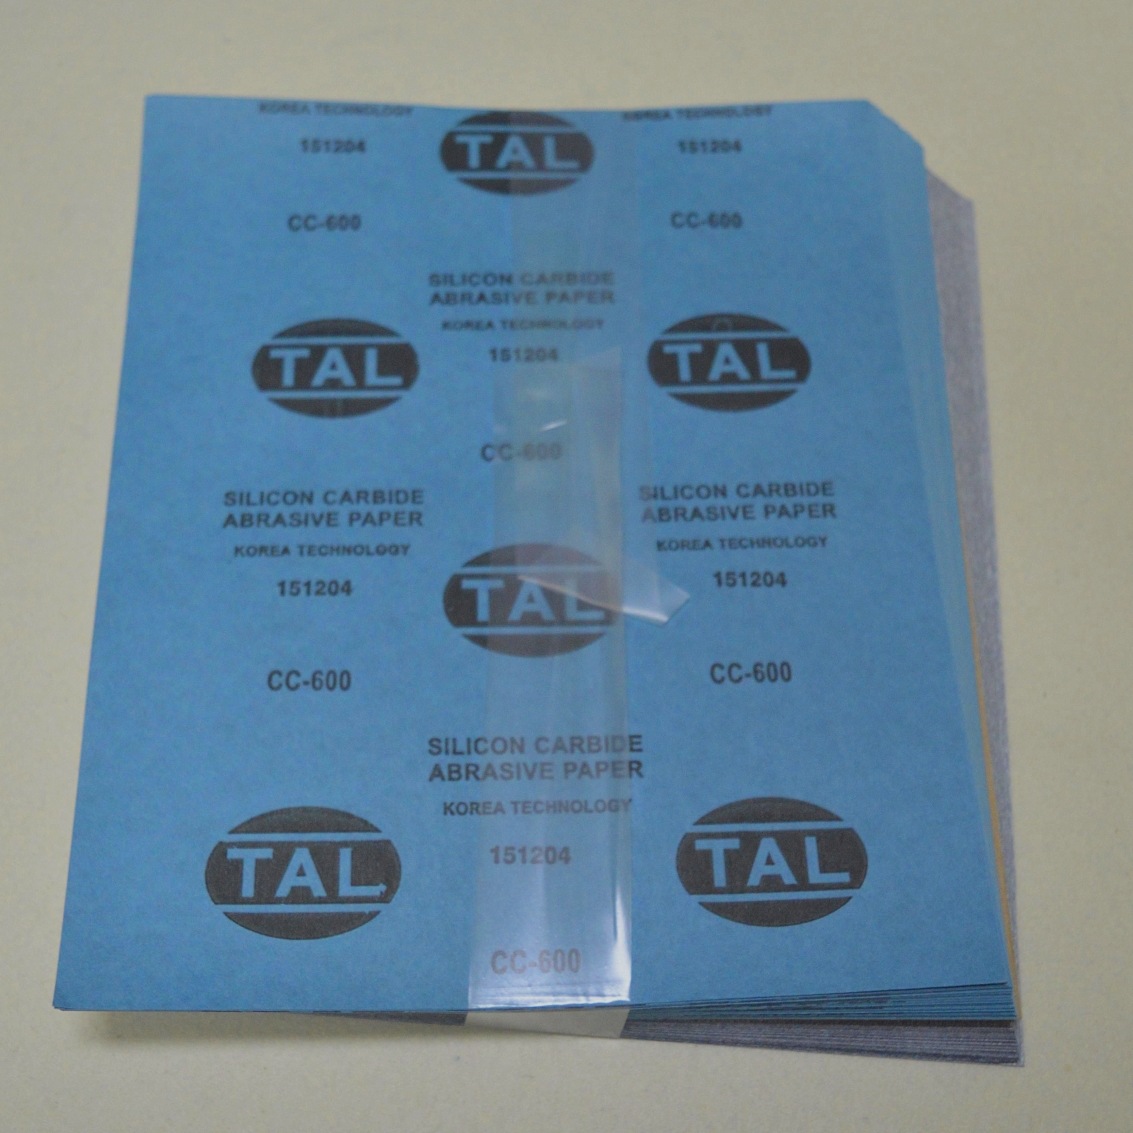 KOREA TECHNOLOGY
TAL
KOREA TECHNOLOGY
151204
151204
CC-600
CC-600
SILICON CARBIDE
ABRASIVE PAPER
KOREA TECHNOLOGY
151204
TAL
TAL
CC-600
SILICON CARBIDE
ABRASIVE PAPER
KOREA TECHNOLOGY
151204
SILICON CARBIDE
ABRASIVE PAPER
KOREA TECHNOLOGY
151204
TAL
CC-600
CC-600
SILICON CARBIDE
ABRASIVE PAPER
KOREA TECHNOLOGY
151204
CC-600
TAL
TAL